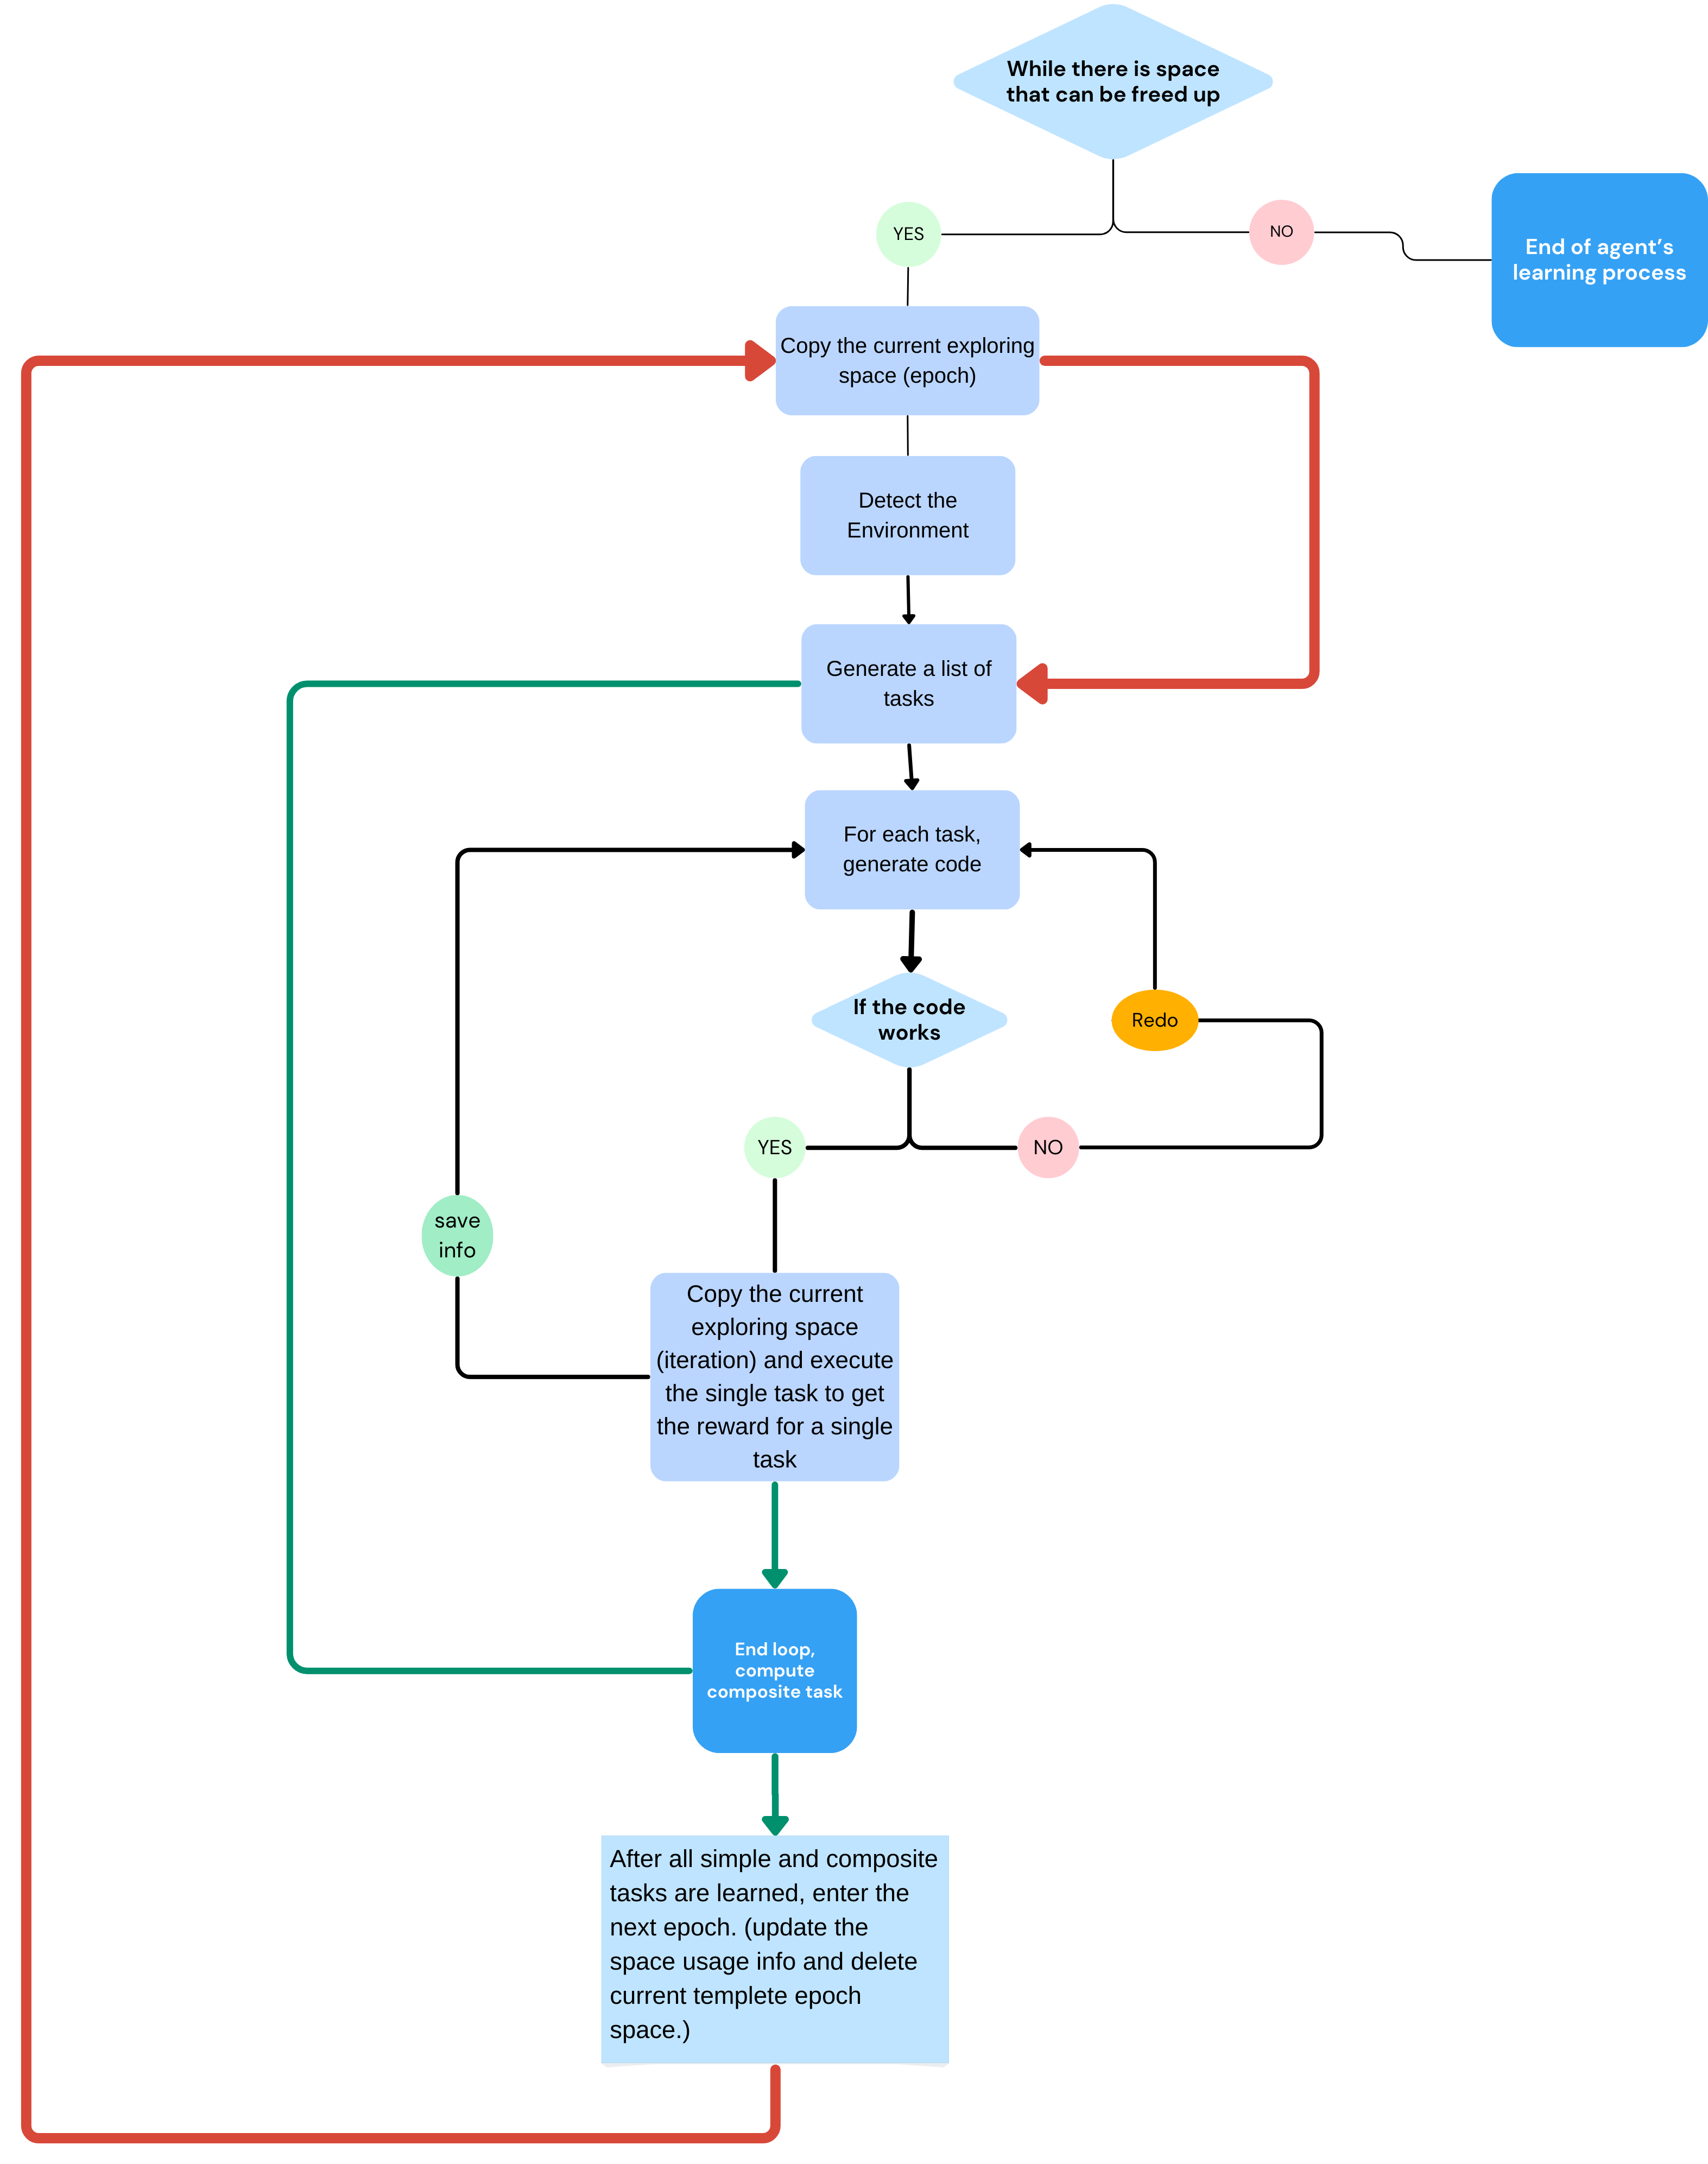 While there is space
that can be freed up
YES
NO
End of agent’s
learning process
Copy the current exploring
space (epoch)
Detect the
Environment
Generate a list of
tasks
For each task,
generate code
If the code
works
Redo
YES
NO
save
info
Copy the current
exploring space
(iteration) and execute
the single task to get
the reward for a single
task
End loop,
compute
composite task
After all simple and composite
tasks are learned, enter the
next epoch. (update the
space usage info and delete
current templete epoch
space.)